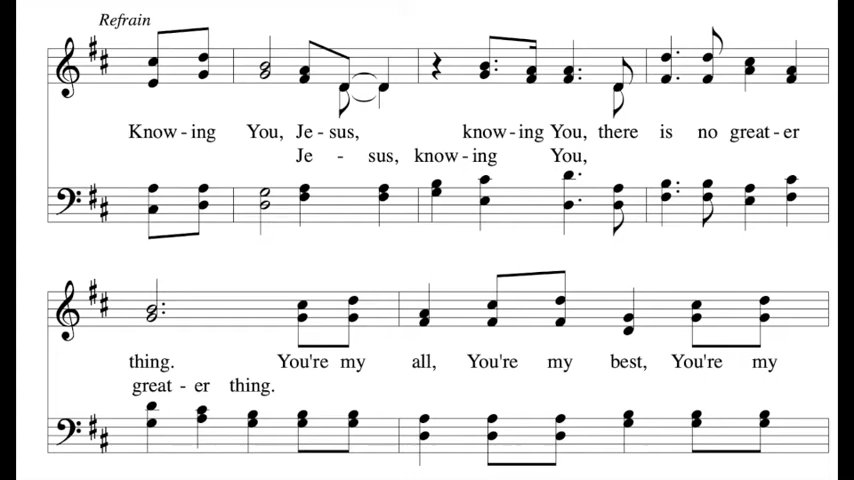 Refrain
Know - ing You, Je - sus, know - ing You, there is no great - er
Je - sus, know - ing You,
thing. You're my all, You're my best, You're my
great - er thing.